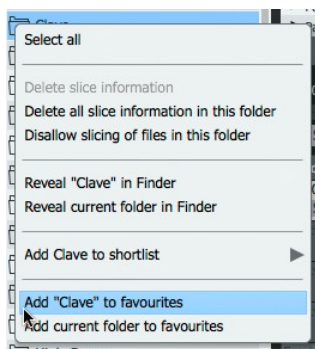 Clave
Select all
Delete slice information
Delete all slice information in this folder
Disallow slicing of files in this folder
Reveal "Clave" in Finder
Reveal current folder in Finder
Add Clave to shortlist
Add "Clave" to favourites
Add current folder to favourites